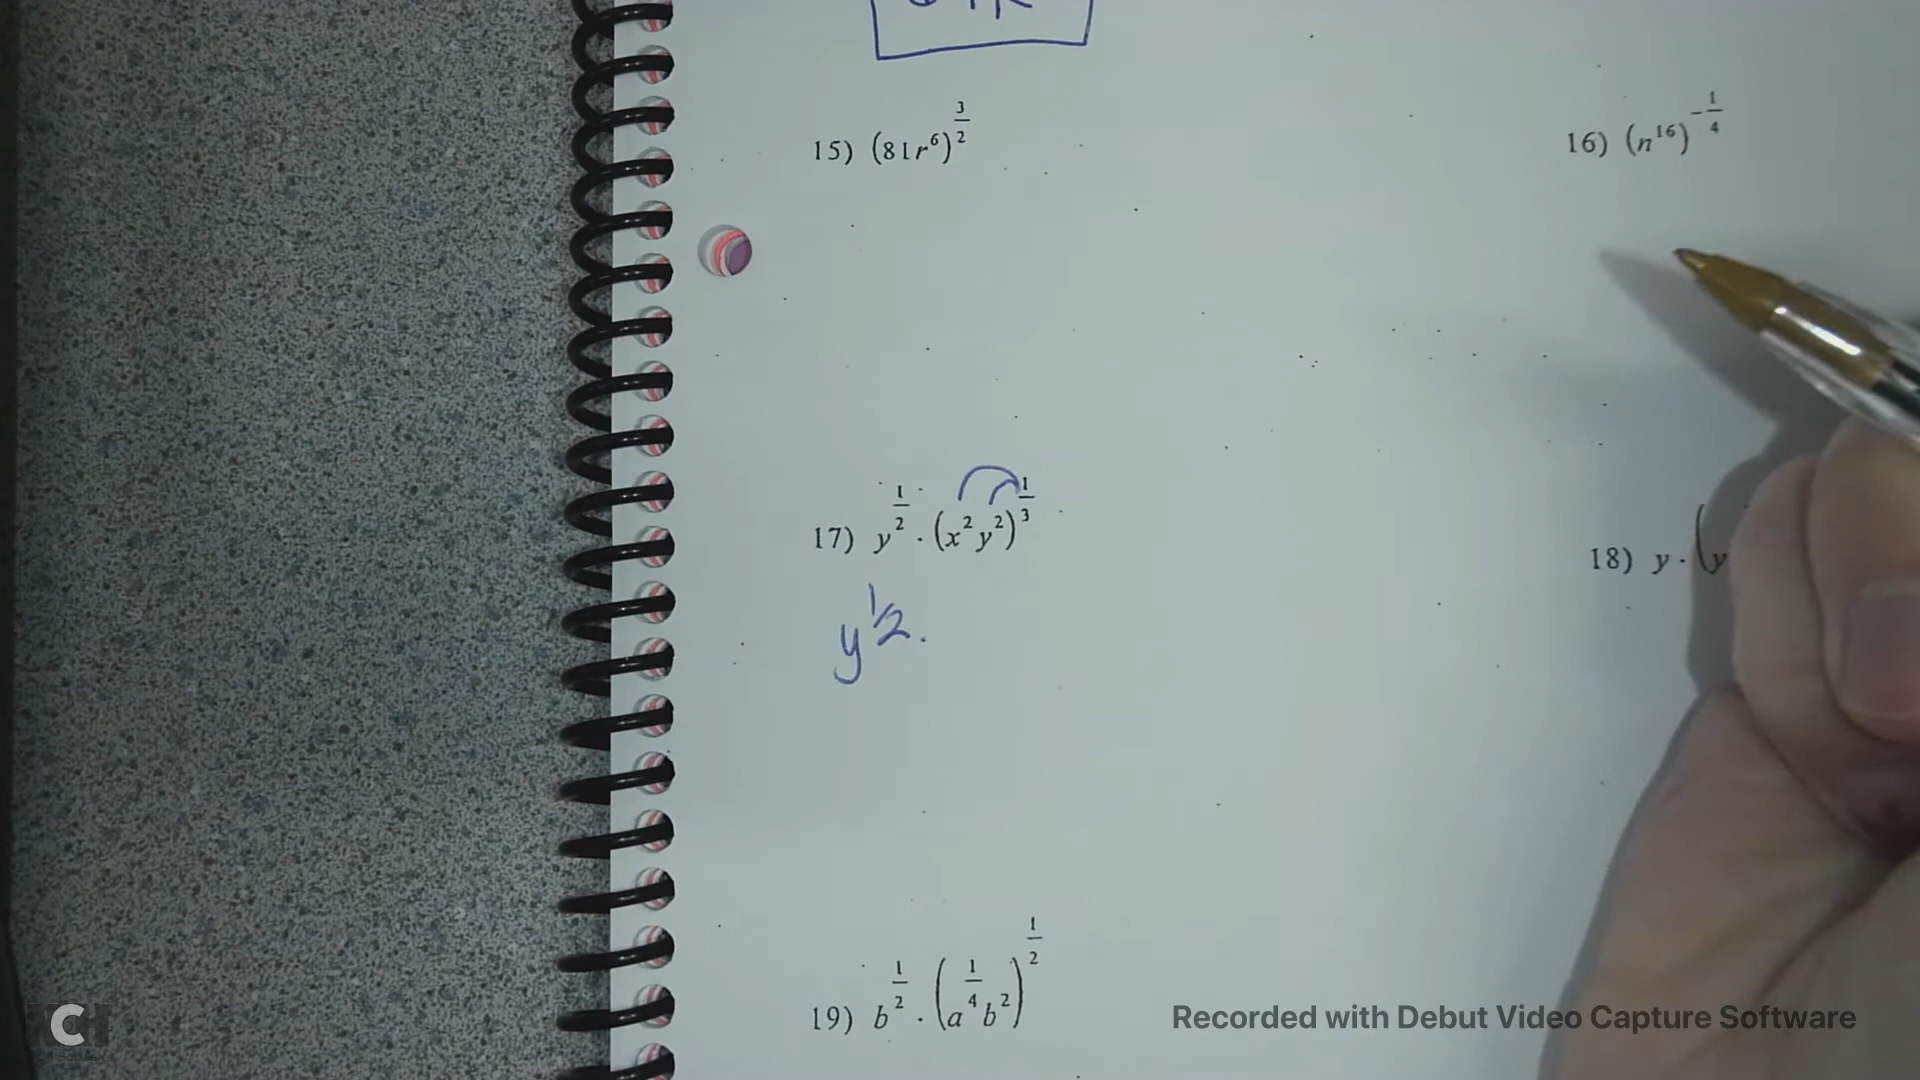 15) (81r⁶)^(3/2)
16) (n¹⁶)^(-1/4)
17) y^(1/2) · (x²y²)^(1/3)
18) y · (y
y^1/2 ·
19) b^(1/2) · (a^(1/4) b²)^(1/2)
Recorded with Debut Video Capture Software